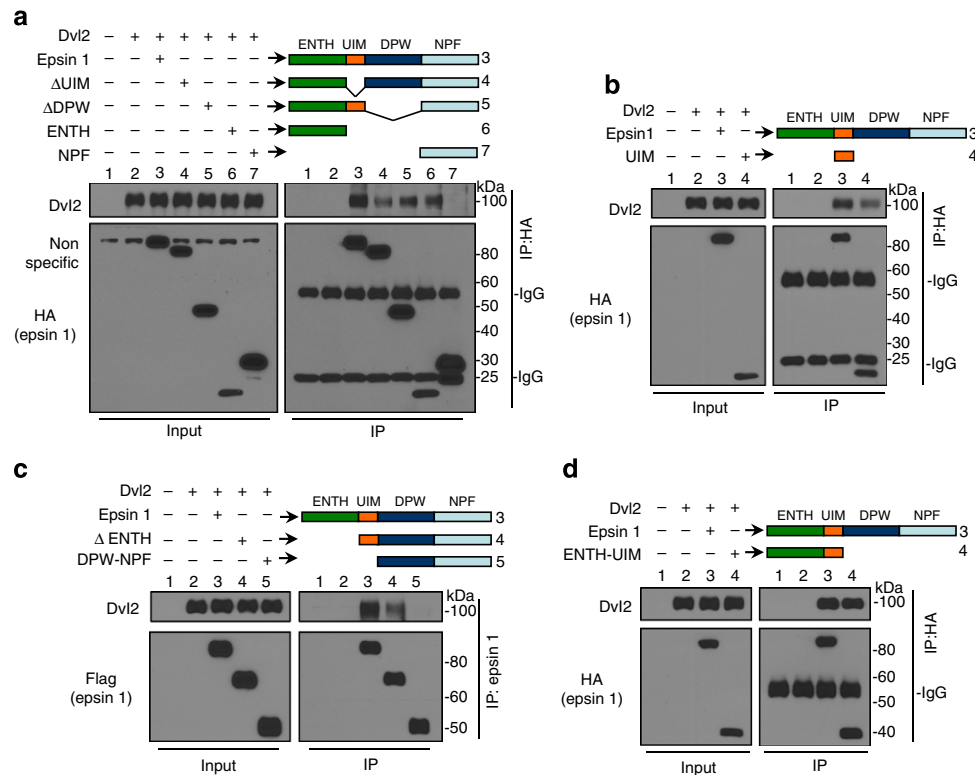 a
Dvl2 – + + + + + +
ENTH UIM DPW NPF
Epsin 1 – – + – – – – 3
ΔUIM – – – + – – – 4
ΔDPW – – – – + – – 5
ENTH – – – – – + – 6
NPF – – – – – – + 7
1 2 3 4 5 6 7 1 2 3 4 5 6 7
kDa
Dvl2 -100
Non
specific
HA
(epsin 1)
-80
-60
-IgG
-50
-40
-30
-25
-IgG
IP:HA
Input IP
b
Dvl2 – + + +
ENTH UIM DPW NPF
Epsin1 – – + – 3
UIM – – – + 4
1 2 3 4 1 2 3 4
kDa
Dvl2 -100
HA
(epsin 1)
-80
-60
-IgG
-50
-30
-25
-IgG
IP:HA
Input IP
c
Dvl2 – + + + +
ENTH UIM DPW NPF
Epsin 1 – – + – – 3
Δ ENTH – – – + – 4
DPW-NPF – – – – + 5
1 2 3 4 5 1 2 3 4 5
kDa
Dvl2 -100
Flag
(epsin 1)
-80
-60
-50
IP: epsin 1
Input IP
d
Dvl2 – + + +
ENTH UIM DPW NPF
Epsin 1 – – + – 3
ENTH-UIM – – – + 4
1 2 3 4 1 2 3 4
kDa
Dvl2 -100
HA
(epsin 1)
-80
-60
-IgG
-50
-40
IP:HA
Input IP